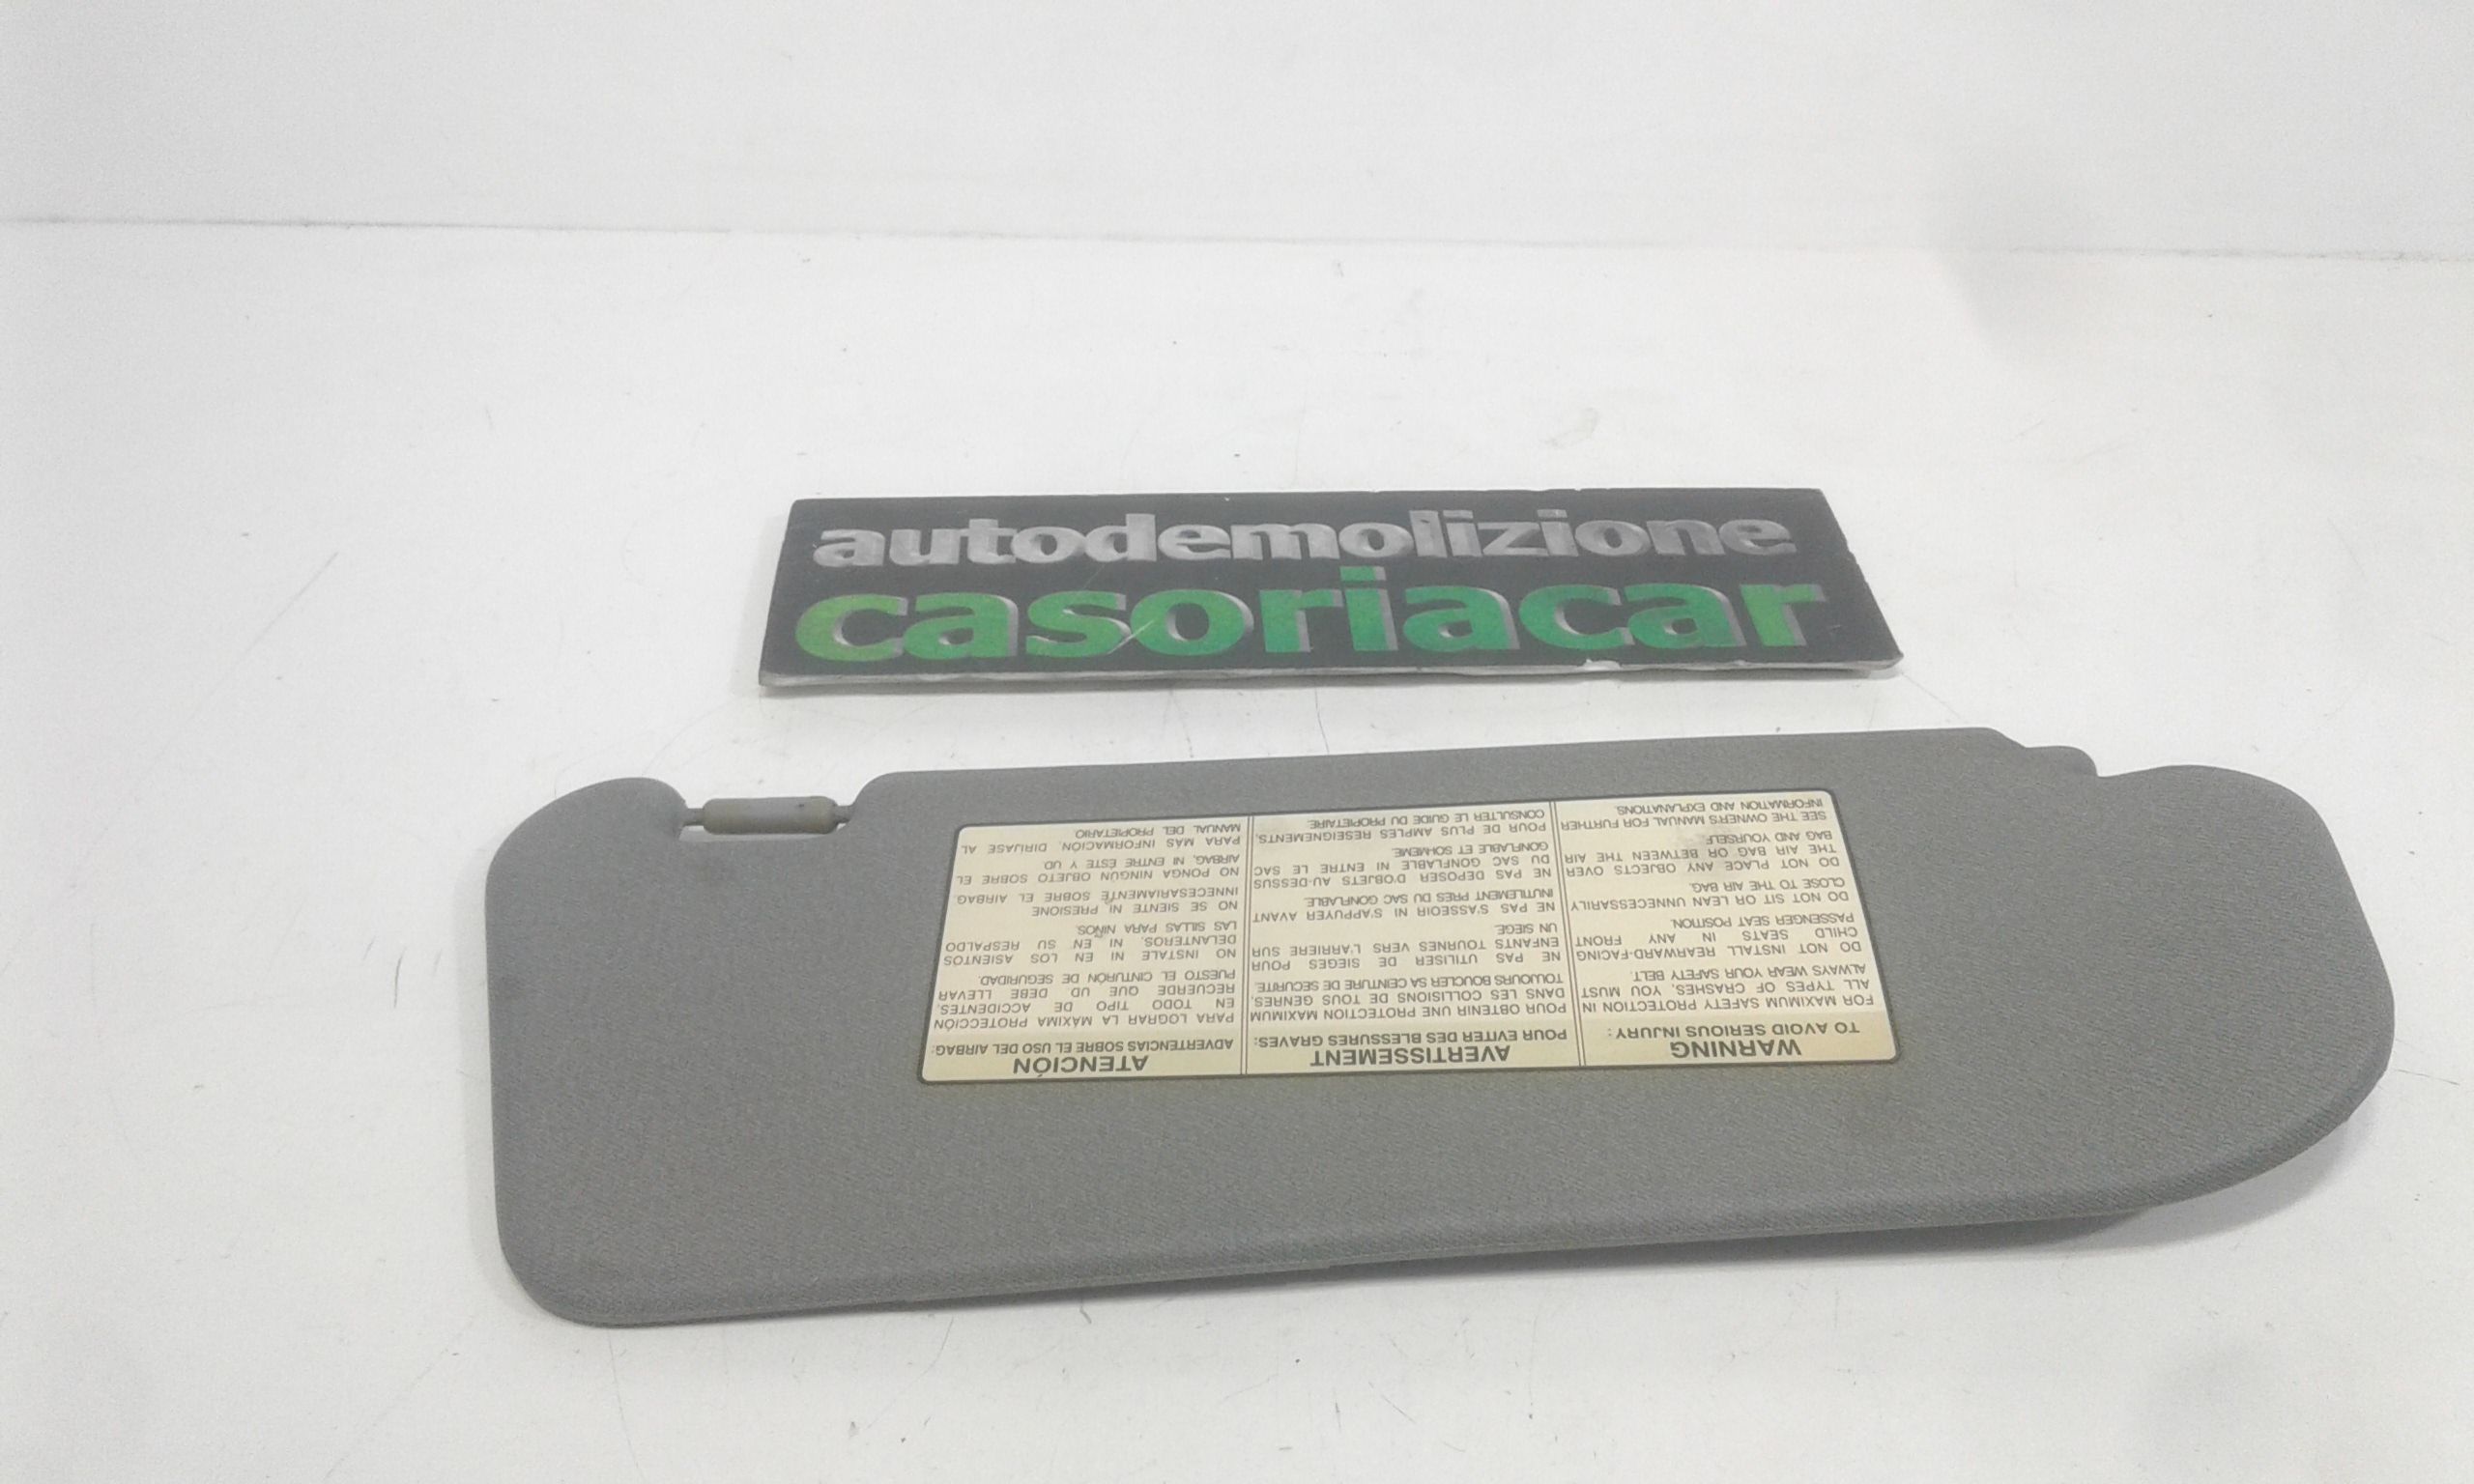 autodemolizione
casoriacar
WARNING
TO AVOID SERIOUS INJURY:
FOR MAXIMUM SAFETY PROTECTION IN
ALL TYPES OF CRASHES, YOU MUST
ALWAYS WEAR YOUR SAFETY BELT.
DO NOT INSTALL REARWARD-FACING
CHILD SEATS IN ANY FRONT
PASSENGER SEAT POSITION.
DO NOT SIT OR LEAN UNNECESSARILY
CLOSE TO THE AIR BAG.
DO NOT PLACE ANY OBJECTS OVER
THE AIR BAG OR BETWEEN THE AIR
BAG AND YOURSELF.
SEE THE OWNER'S MANUAL FOR FURTHER
INFORMATION AND EXPLANATIONS.
AVERTISSEMENT
POUR EVITER DES BLESSURES GRAVES:
POUR OBTENIR UNE PROTECTION MAXIMUM
DANS LES COLLISIONS DE TOUS GENRES,
TOUJOURS BOUCLER SA CEINTURE DE SECURITE.
NE PAS UTILISER DE SIEGES POUR
ENFANTS TOURNES VERS L'ARRIERE SUR
UN SIEGE.
NE PAS S'ASSEOIR NI S'APPUYER AVANT
INUTILEMENT PRES DU SAC GONFLABLE.
NE PAS DEPOSER D'OBJETS AU-DESSUS
DU SAC GONFLABLE NI ENTRE LE SAC
GONFLABLE ET SOI-MEME.
POUR DE PLUS AMPLES RESEIGNEMENTS,
CONSULTER LE GUIDE DU PROPIETAIRE.
ATENCIÓN
ADVERTENCIAS SOBRE EL USO DEL AIRBAG:
PARA LOGRAR LA MAXIMA PROTECCIÓN
EN TODO TIPO DE ACCIDENTES,
RECUERDE QUE UD DEBE LLEVAR
PUESTO EL CINTURÓN DE SEGURIDAD.
NO INSTALE NI EN LOS ASIENTOS
DELANTEROS, NI EN SU RESPALDO
LAS SILLAS PARA NIÑOS.
NO SE SIENTE NI PRESIONE
INNECESARIAMENTE SOBRE EL AIRBAG.
NO PONGA NINGÚN OBJETO SOBRE EL
AIRBAG, NI ENTRE ÉSTE Y UD.
PARA MÁS INFORMACIÓN, DIRIJASE AL
MANUAL DEL PROPIETARIO.